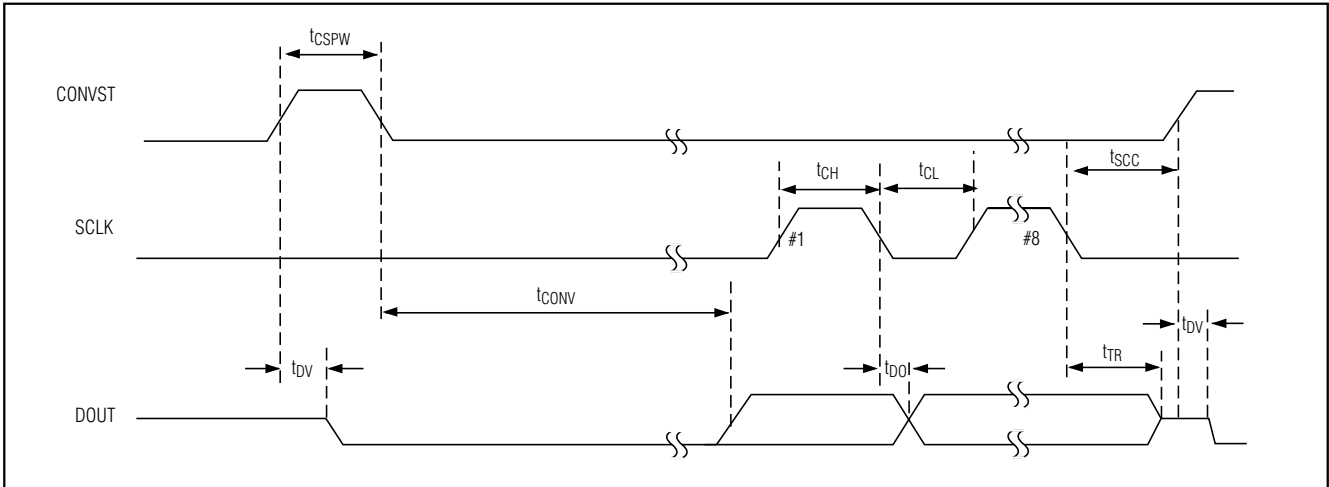 tCSPW
CONVST
tSCC
tCH
tCL
SCLK
#1
#8
tCONV
tDV
tDV
tTR
tDO
DOUT